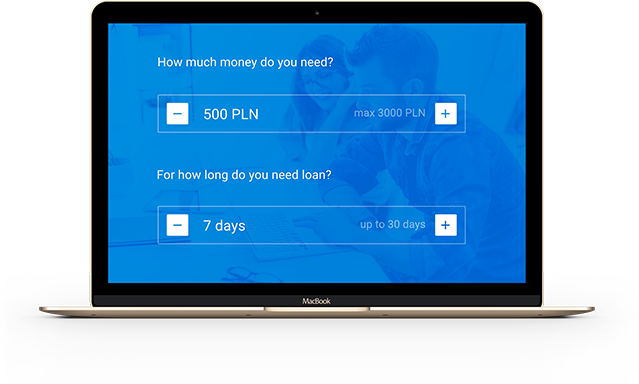 How much money do you need?
− 500 PLN max 3000 PLN +
For how long do you need loan?
− 7 days up to 30 days +
MacBook